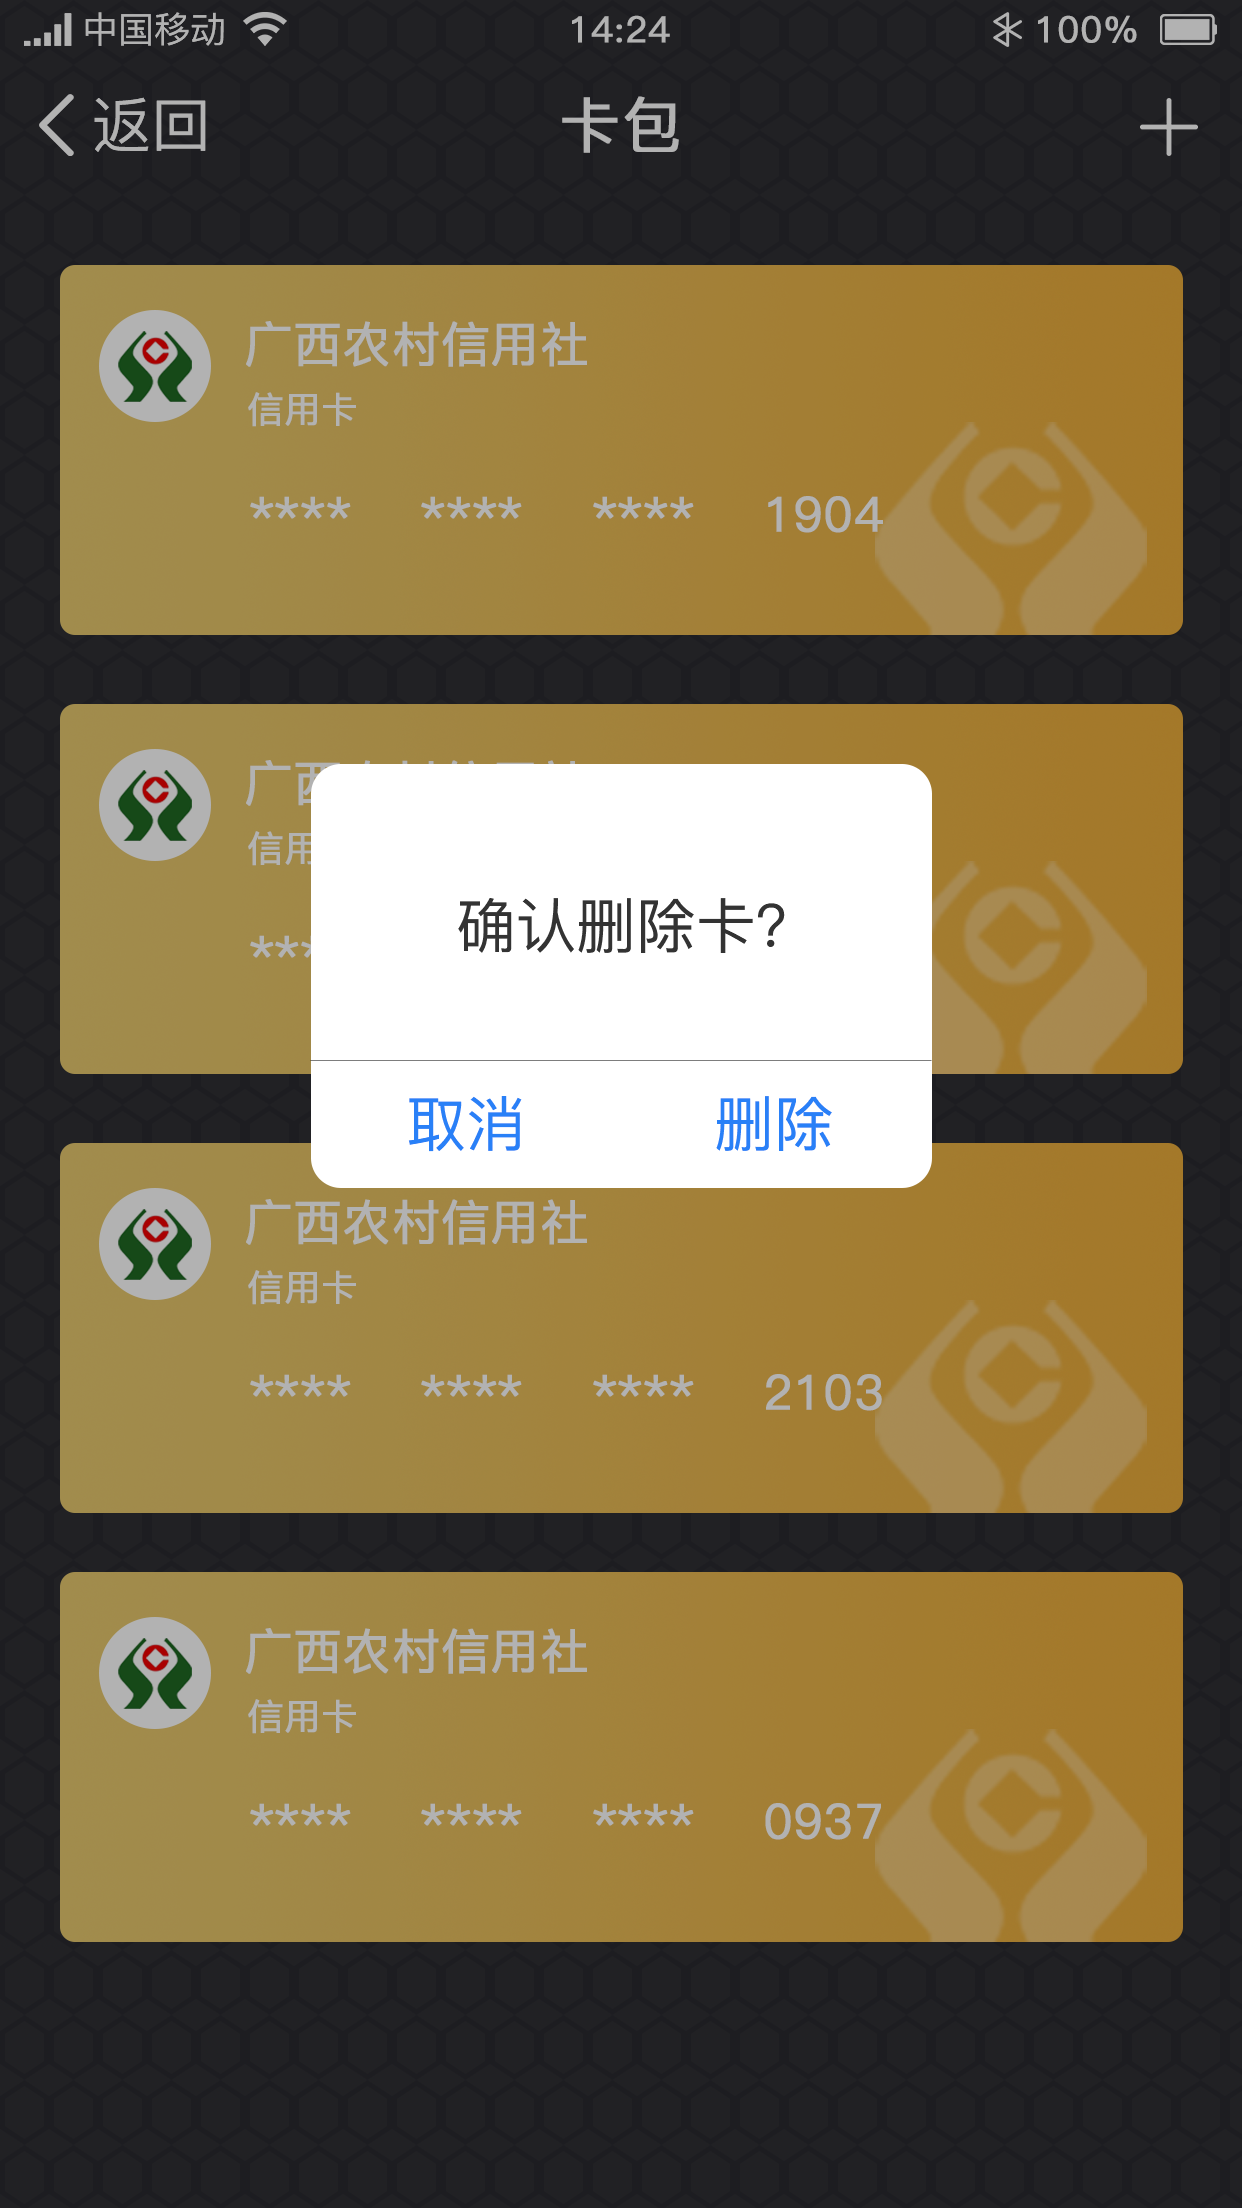 中国移动 14:24 100%
返回 卡包
广西农村信用社
信用卡
**** **** **** 1904
广西
信用
确认删除卡?
取消 删除
广西农村信用社
信用卡
**** **** **** 2103
广西农村信用社
信用卡
**** **** **** 0937